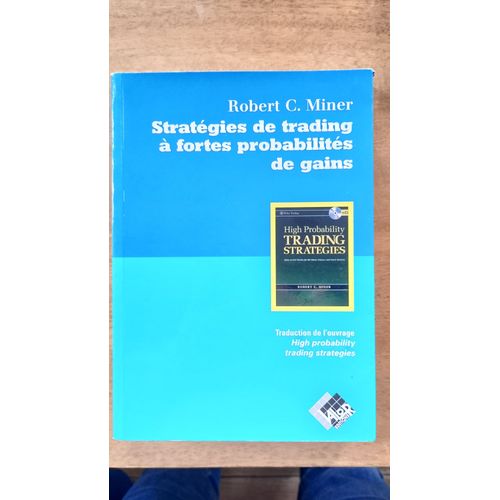 Robert C. Miner
Stratégies de trading
à fortes probabilités
de gains
High Probability
TRADING
STRATEGIES
ROBERT C. MINER
Traduction de l'ouvrage
High probability
trading strategies
VALOR